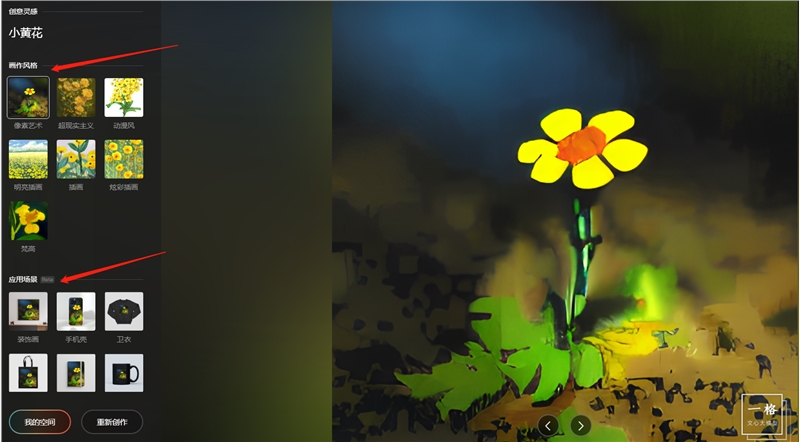 创意灵感
小黄花
画作风格
像素艺术 超现实主义 动漫风
明亮插画 插画 炫彩插画
梵高
应用场景 Beta
装饰画 手机壳 卫衣
我的空间 重新创作
一格
文心大模型